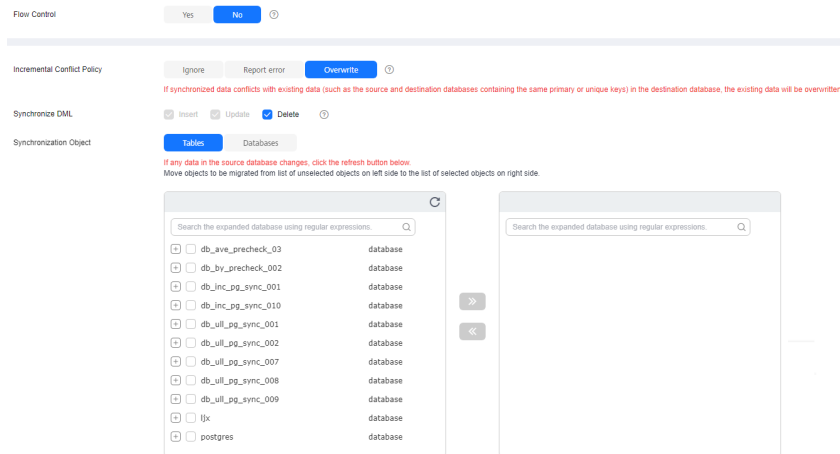 Flow Control Yes No
Incremental Conflict Policy Ignore Report error Overwrite
If synchronized data conflicts with existing data (such as the source and destination databases containing the same primary or unique keys) in the destination database, the existing data will be overwritten
Synchronize DML Insert Update Delete
Synchronization Object Tables Databases
If any data in the source database changes, click the refresh button below.
Move objects to be migrated from list of unselected objects on left side to the list of selected objects on right side.
Search the expanded database using regular expressions. Search the expanded database using regular expressions.
db_ave_precheck_03 database
db_by_precheck_002 database
db_inc_pg_sync_001 database
db_inc_pg_sync_010 database
db_ull_pg_sync_001 database
db_ull_pg_sync_002 database
db_ull_pg_sync_007 database
db_ull_pg_sync_008 database
db_ull_pg_sync_009 database
ljx database
postgres database